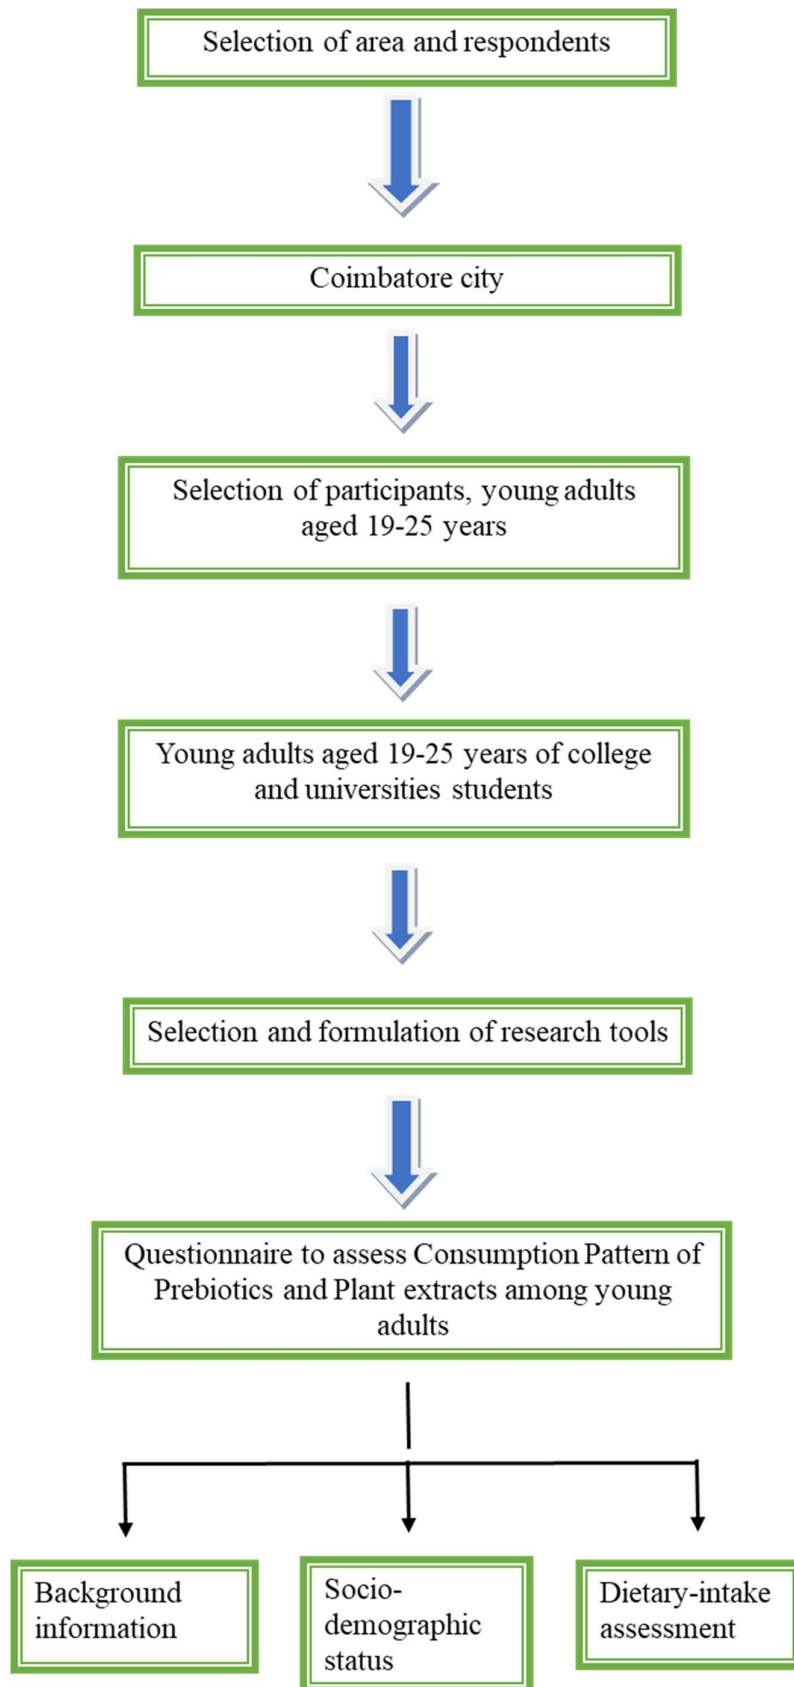 Selection of area and respondents
Coimbatore city
Selection of participants, young adults
aged 19-25 years
Young adults aged 19-25 years of college
and universities students
Selection and formulation of research tools
Questionnaire to assess Consumption Pattern of
Prebiotics and Plant extracts among young
adults
Background
information
Socio-
demographic
status
Dietary-intake
assessment